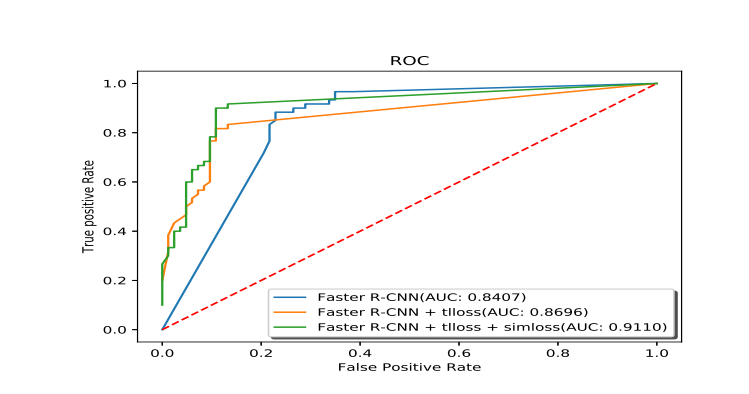 ROC
True positive Rate
1.0
0.8
0.6
0.4
0.2
0.0
Faster R-CNN(AUC: 0.8407)
Faster R-CNN + tlloss(AUC: 0.8696)
Faster R-CNN + tlloss + simloss(AUC: 0.9110)
0.0 0.2 0.4 0.6 0.8 1.0
False Positive Rate